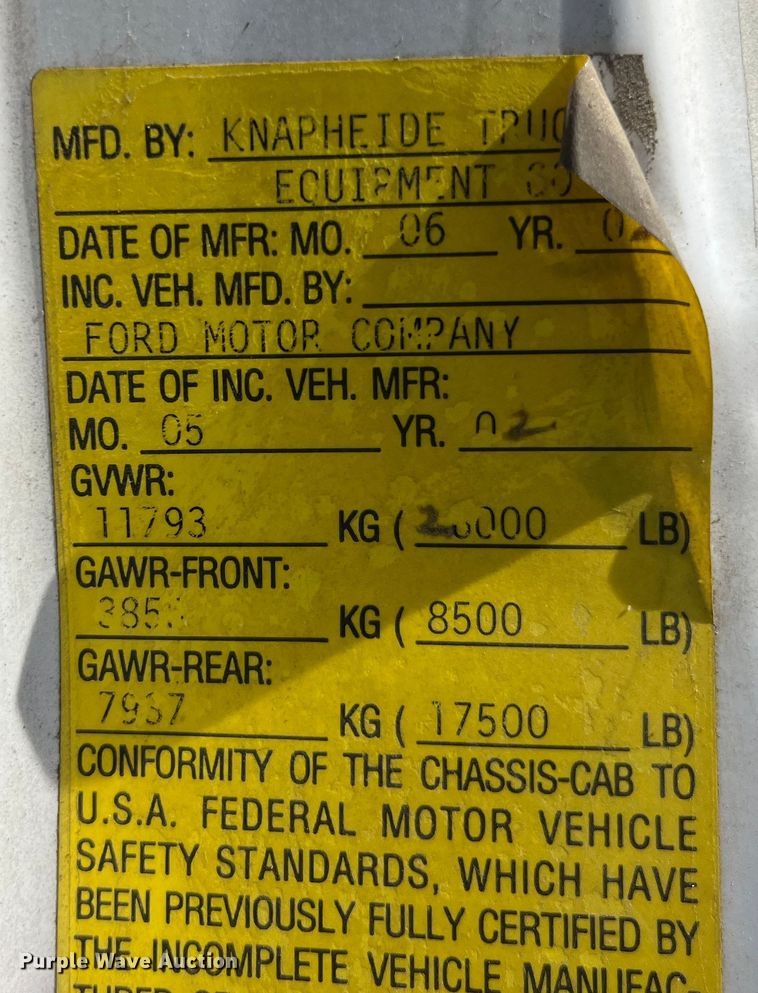 MFD. BY: KNAPHEIDE
EQUIPMENT CO
DATE OF MFR: MO. 06 YR.
INC. VEH. MFD. BY:
FORD MOTOR COMPANY
DATE OF INC. VEH. MFR:
MO. 05 YR. 02
GVWR:
11793 KG ( 26000 LB)
GAWR-FRONT:
KG ( 8500 LB)
GAWR-REAR:
7937 KG ( 17500 LB)
CONFORMITY OF THE CHASSIS-CAB TO
U.S.A. FEDERAL MOTOR VEHICLE
SAFETY STANDARDS, WHICH HAVE
BEEN PREVIOUSLY FULLY CERTIFIED BY
THE INCOMPLETE VEHICLE MANUFAC-
Purple Wave Auction